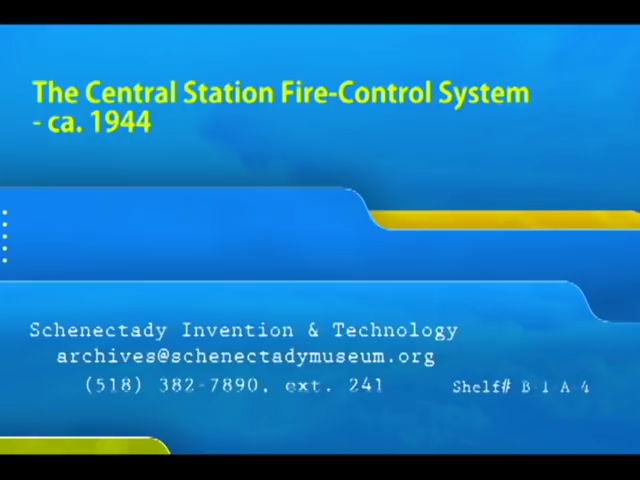 The Central Station Fire-Control System
- ca. 1944
Schenectady Invention & Technology
archives@schenectadymuseum.org
(518) 382-7890, ext. 241
Shelf# B-1-A-4